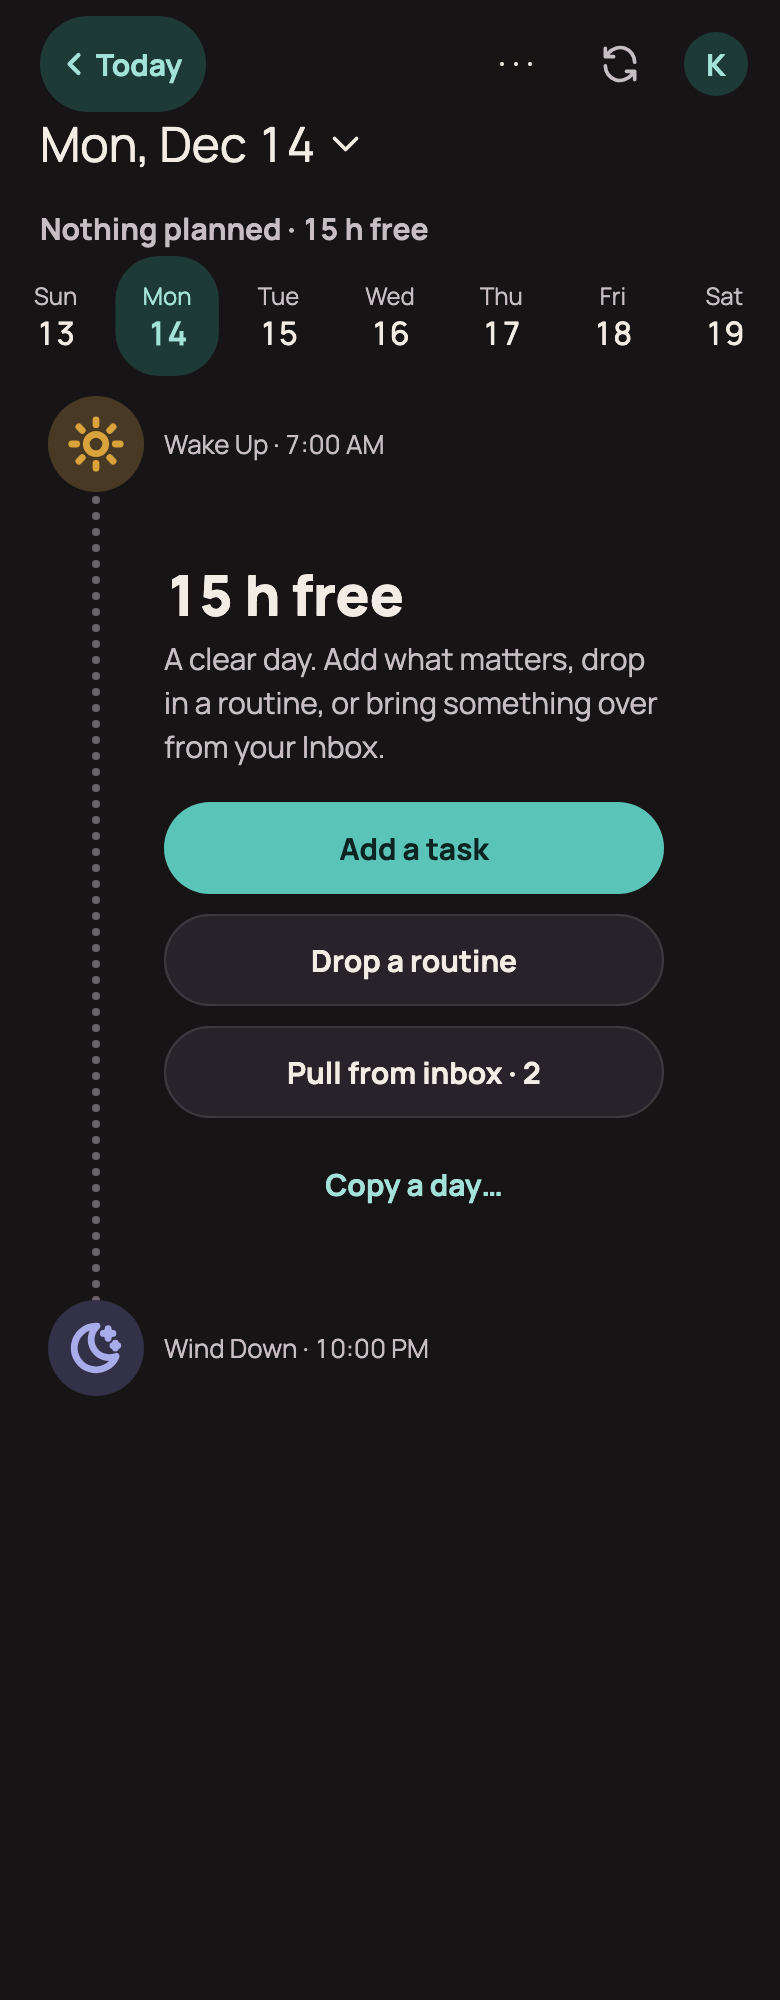 Today
···
K
Mon, Dec 14
Nothing planned · 15 h free
Sun Mon Tue Wed Thu Fri Sat
13 14 15 16 17 18 19
Wake Up · 7:00 AM
15 h free
A clear day. Add what matters, drop
in a routine, or bring something over
from your Inbox.
Add a task
Drop a routine
Pull from inbox · 2
Copy a day…
Wind Down · 10:00 PM